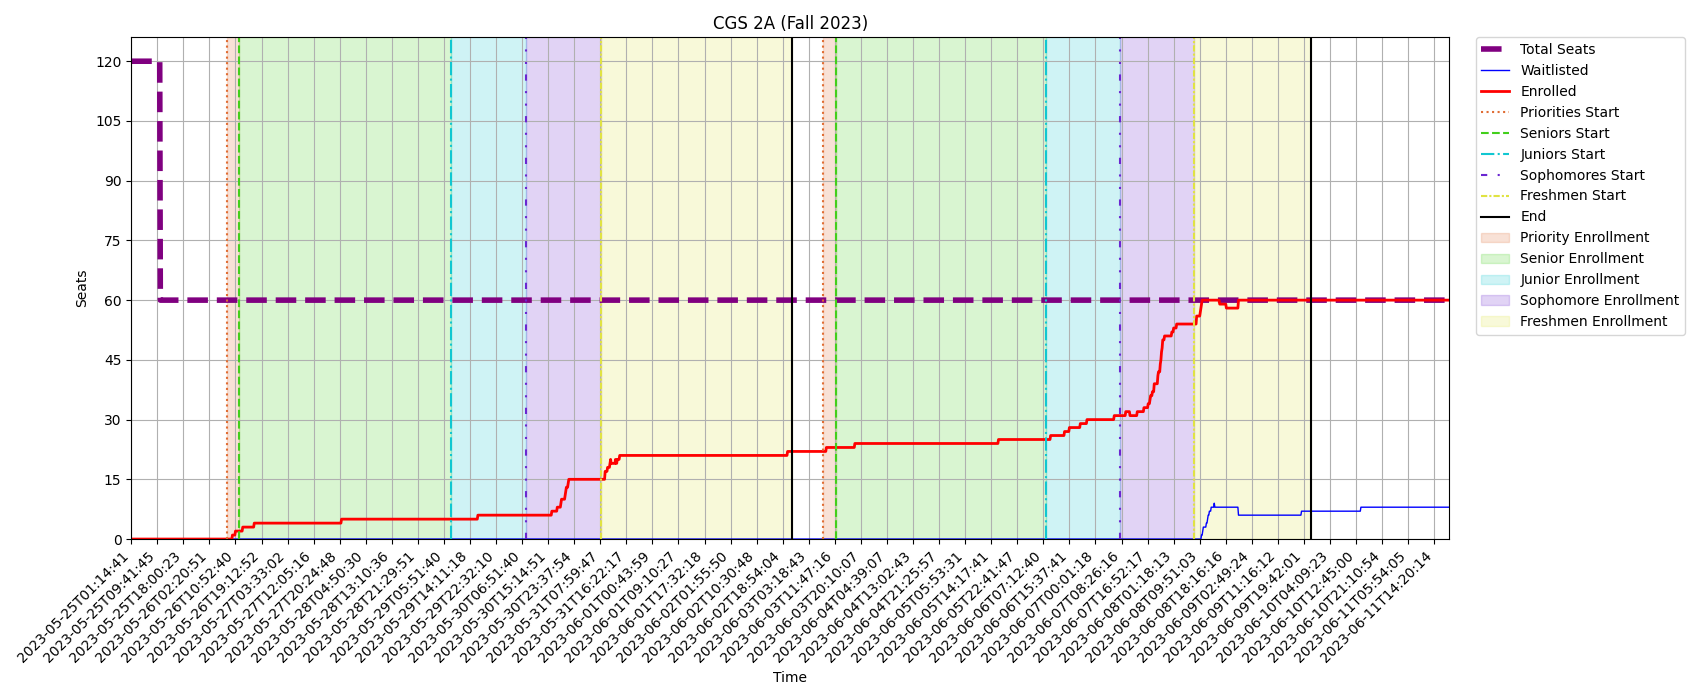 CGS 2A (Fall 2023)
Seats
120
105
90
75
60
45
30
15
0
2023-05-25T01:14:41
2023-05-25T09:41:45
2023-05-25T18:00:23
2023-05-26T02:20:51
2023-05-26T10:52:40
2023-05-26T19:12:52
2023-05-27T03:33:02
2023-05-27T12:05:16
2023-05-27T20:24:48
2023-05-28T04:50:30
2023-05-28T13:10:36
2023-05-28T21:29:51
2023-05-29T05:51:40
2023-05-29T14:11:18
2023-05-29T22:32:10
2023-05-30T06:51:40
2023-05-30T15:14:51
2023-05-30T23:37:54
2023-05-31T07:59:47
2023-05-31T16:22:17
2023-06-01T00:43:59
2023-06-01T09:10:27
2023-06-01T17:32:18
2023-06-02T01:55:50
2023-06-02T10:30:48
2023-06-02T18:54:04
2023-06-03T03:18:43
2023-06-03T11:47:16
2023-06-03T20:10:07
2023-06-04T04:39:07
2023-06-04T13:02:43
2023-06-04T21:25:57
2023-06-05T05:53:31
2023-06-05T14:17:41
2023-06-05T22:41:47
2023-06-06T07:12:40
2023-06-06T15:37:41
2023-06-07T00:01:18
2023-06-07T08:26:16
2023-06-07T16:52:17
2023-06-08T01:18:13
2023-06-08T09:51:03
2023-06-08T18:16:16
2023-06-09T02:49:24
2023-06-09T11:16:12
2023-06-09T19:42:01
2023-06-10T04:09:23
2023-06-10T12:45:00
2023-06-10T21:10:54
2023-06-11T05:54:05
2023-06-11T14:20:14
Time
Total Seats
Waitlisted
Enrolled
Priorities Start
Seniors Start
Juniors Start
Sophomores Start
Freshmen Start
End
Priority Enrollment
Senior Enrollment
Junior Enrollment
Sophomore Enrollment
Freshmen Enrollment